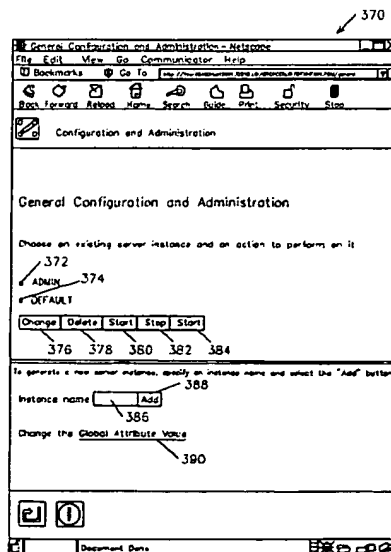 370
General Configuration and Administration - Netscape
File Edit View Go Communicator Help
Bookmarks Go To
Back Forward Reload Home Search Guide Print Security Stop
Configuration and Administration
General Configuration and Administration
Choose an existing server instance and an action to perform on it
372
374
ADMIN
DEFAULT
Change Delete Start Stop Start
376 378 380 382 384
To generate a new server instance, specify an instance name and select the "Add" button
388
Instance name Add
386
Change the Global Attribute Value
390
Document Done